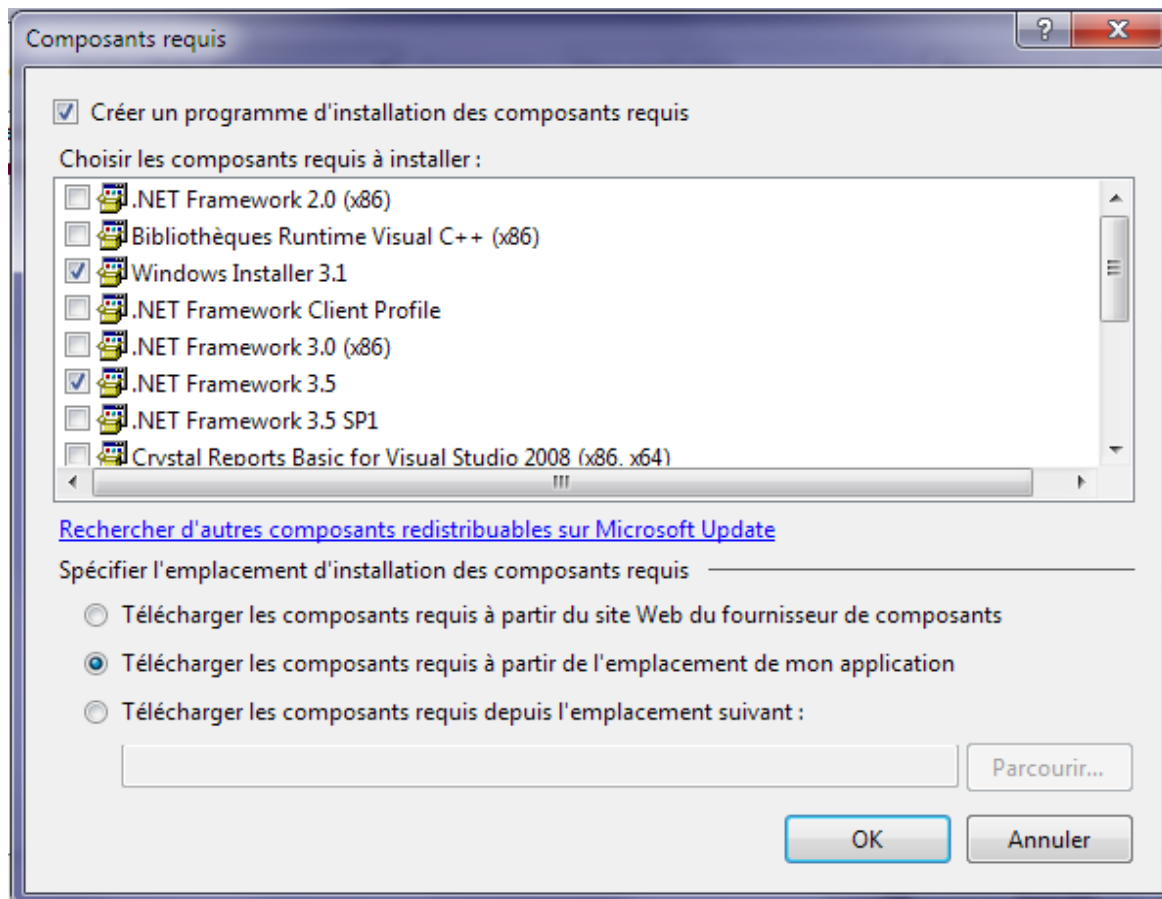 Composants requis
Créer un programme d'installation des composants requis
Choisir les composants requis à installer :
.NET Framework 2.0 (x86)
Bibliothèques Runtime Visual C++ (x86)
Windows Installer 3.1
.NET Framework Client Profile
.NET Framework 3.0 (x86)
.NET Framework 3.5
.NET Framework 3.5 SP1
Crystal Reports Basic for Visual Studio 2008 (x86, x64)
Rechercher d'autres composants redistribuables sur Microsoft Update
Spécifier l'emplacement d'installation des composants requis
Télécharger les composants requis à partir du site Web du fournisseur de composants
Télécharger les composants requis à partir de l'emplacement de mon application
Télécharger les composants requis depuis l'emplacement suivant :
Parcourir...
OK Annuler